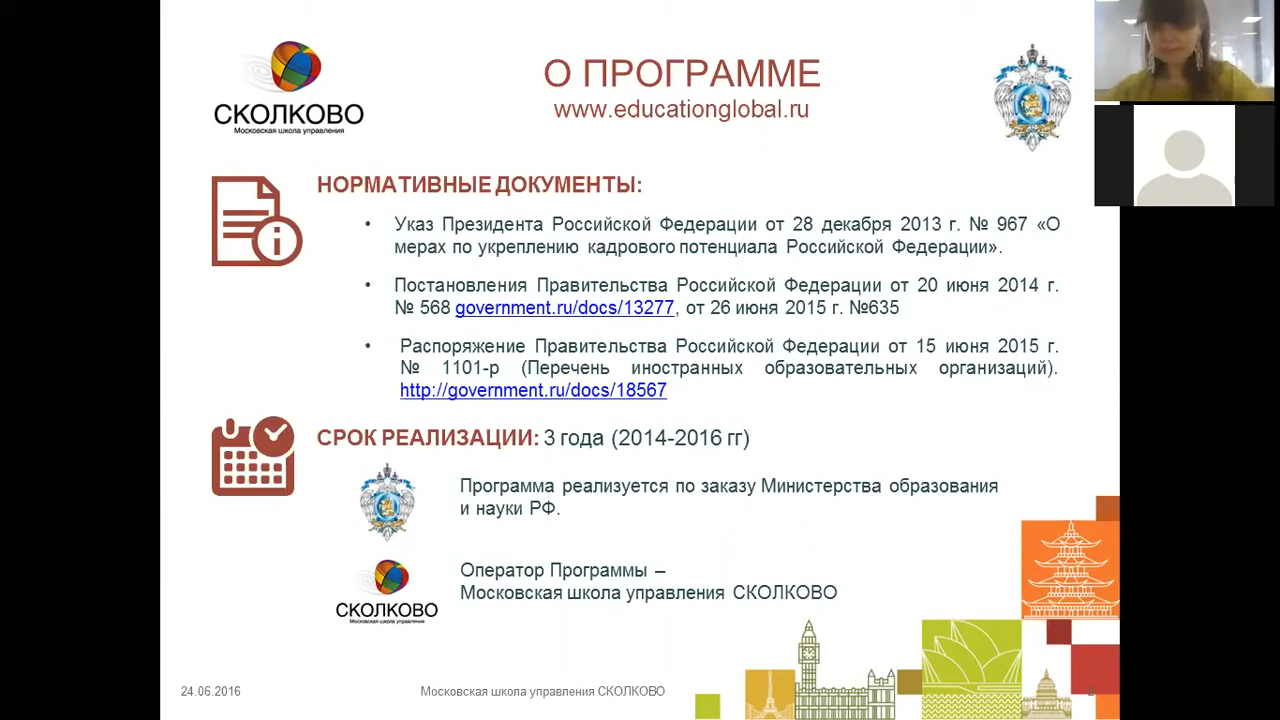 СКОЛКОВО
Московская школа управления
О ПРОГРАММЕ
www.educationglobal.ru
НОРМАТИВНЫЕ ДОКУМЕНТЫ:
• Указ Президента Российской Федерации от 28 декабря 2013 г. № 967 «О
мерах по укреплению кадрового потенциала Российской Федерации».
• Постановления Правительства Российской Федерации от 20 июня 2014 г.
№ 568 government.ru/docs/13277, от 26 июня 2015 г. №635
• Распоряжение Правительства Российской Федерации от 15 июня 2015 г.
№ 1101-р (Перечень иностранных образовательных организаций).
http://government.ru/docs/18567
СРОК РЕАЛИЗАЦИИ: 3 года (2014-2016 гг)
Программа реализуется по заказу Министерства образования
и науки РФ.
СКОЛКОВО
Московская школа управления
Оператор Программы –
Московская школа управления СКОЛКОВО
24.06.2016
Московская школа управления СКОЛКОВО